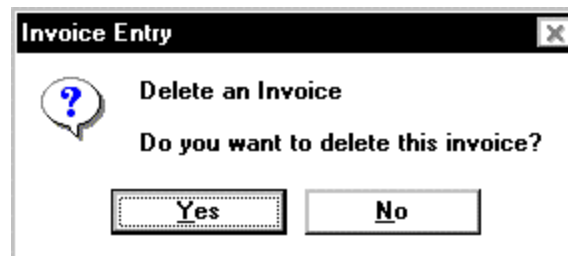 Invoice Entry
?
Delete an Invoice
Do you want to delete this invoice?
Yes
No